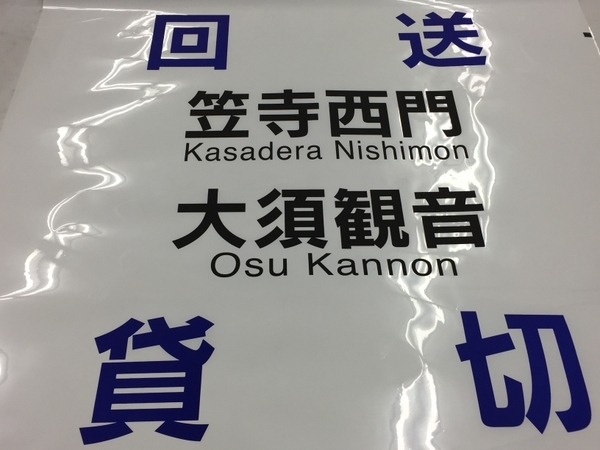 回送
笠寺西門
Kasadera Nishimon
大須観音
Osu Kannon
貸切